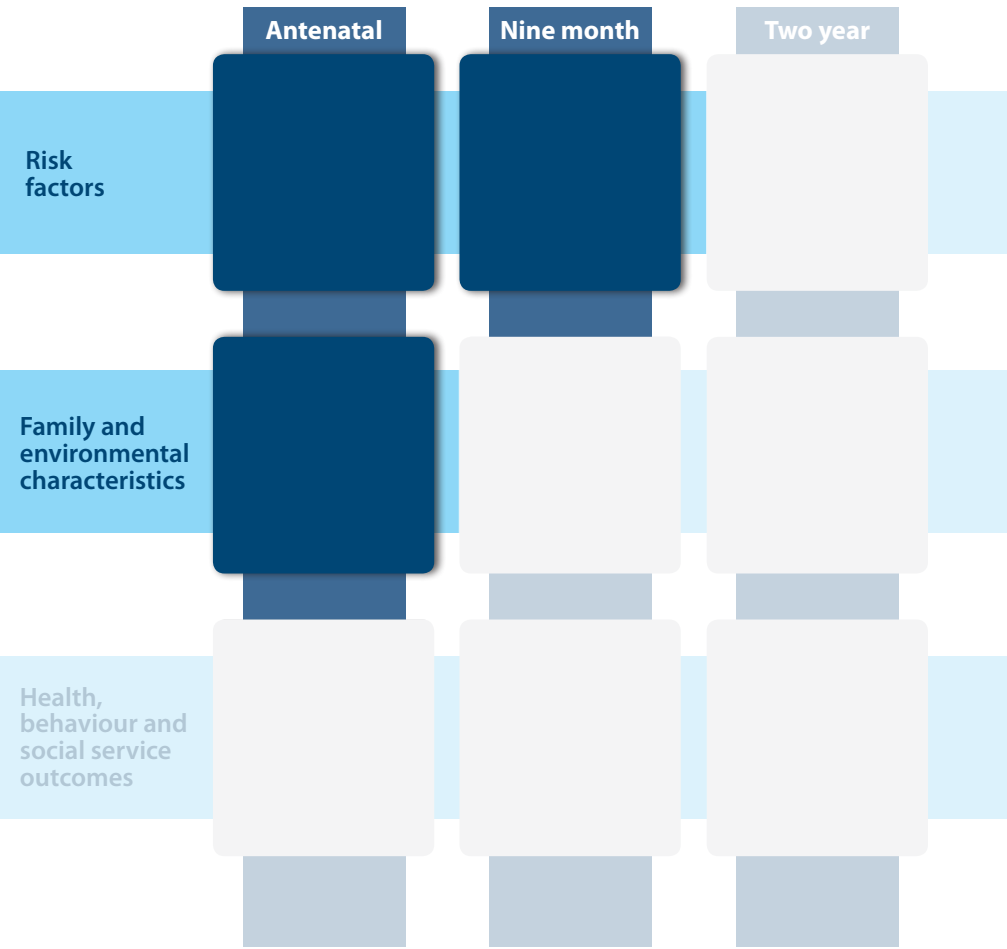 Antenatal
Nine month
Two year
Risk
factors
Family and
environmental
characteristics
Health,
behaviour and
social service
outcomes